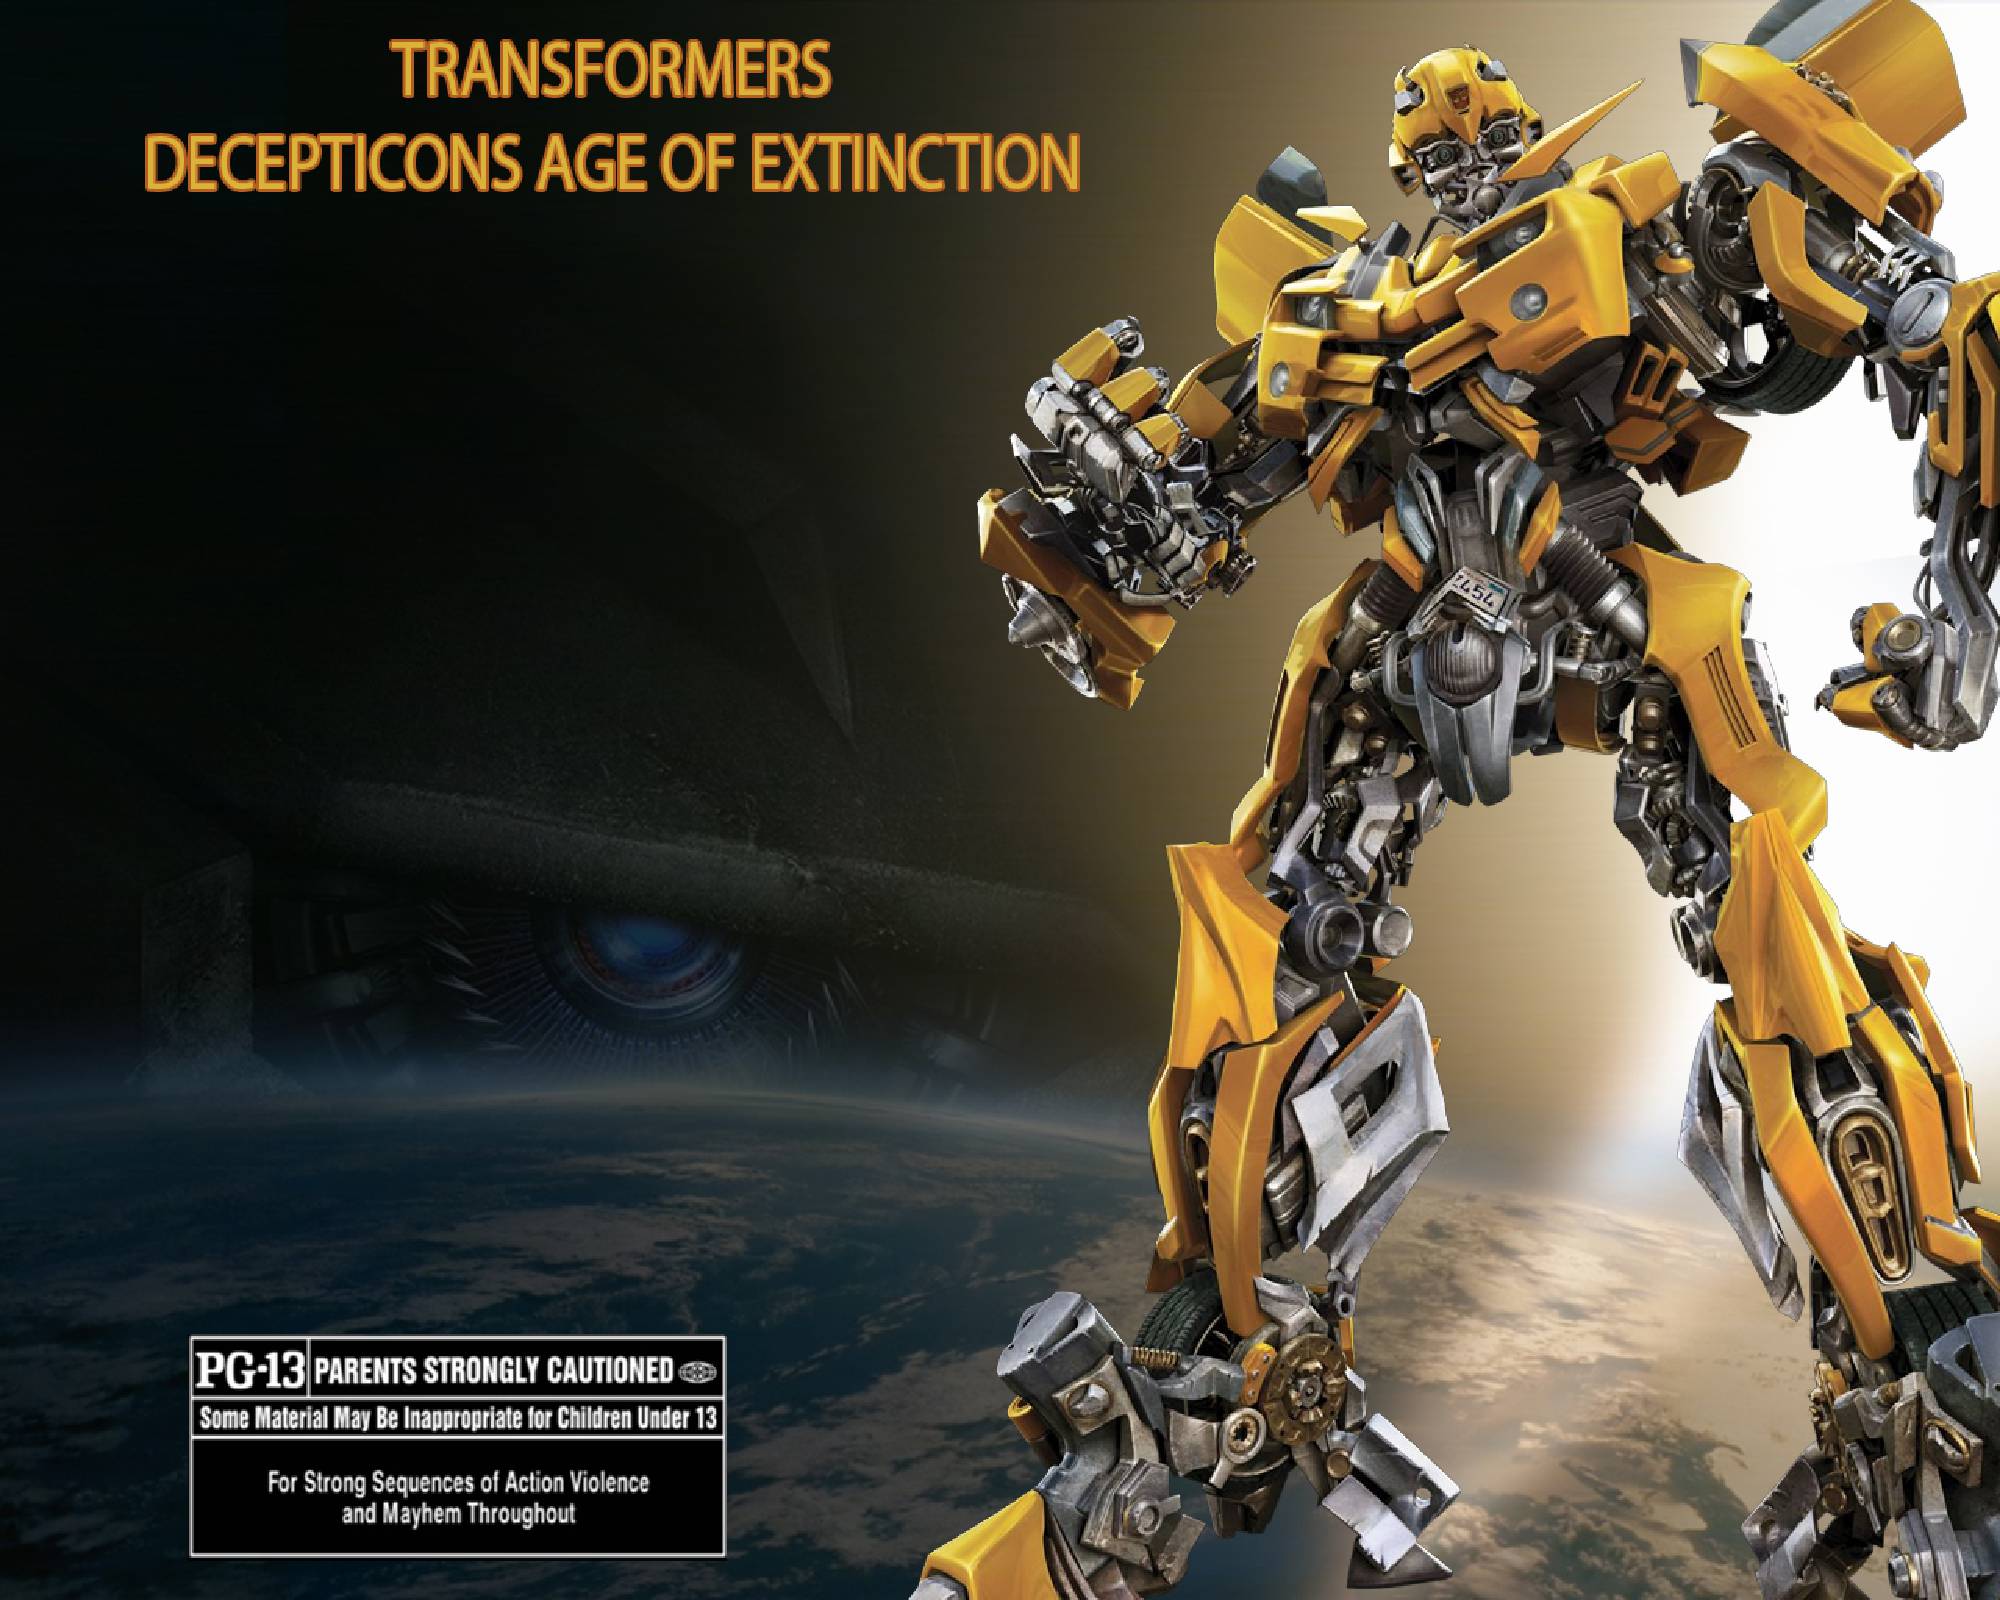 TRANSFORMERS
DECEPTICONS AGE OF EXTINCTION
1454
PG-13 PARENTS STRONGLY CAUTIONED
Some Material May Be Inappropriate for Children Under 13
For Strong Sequences of Action Violence
and Mayhem Throughout